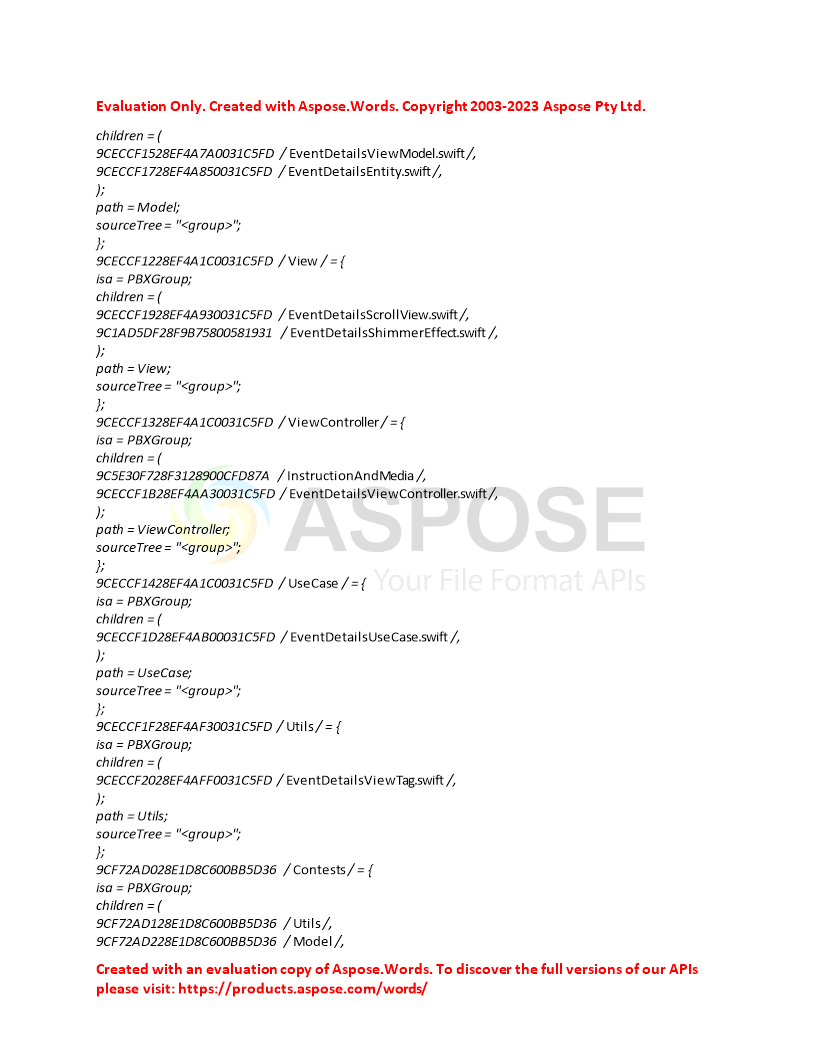 Evaluation Only. Created with Aspose.Words. Copyright 2003-2023 Aspose Pty Ltd.
children = (
9CECCF1528EF4A7A0031C5FD / EventDetailsViewModel.swift /,
9CECCF1728EF4A850031C5FD / EventDetailsEntity.swift /,
);
path = Model;
sourceTree = "<group>";
};
9CECCF1228EF4A1C0031C5FD / View / = {
isa = PBXGroup;
children = (
9CECCF1928EF4A930031C5FD / EventDetailsScrollView.swift /,
9C1AD5DF28F9B75800581931 / EventDetailsShimmerEffect.swift /,
);
path = View;
sourceTree = "<group>";
};
9CECCF1328EF4A1C0031C5FD / ViewController / = {
isa = PBXGroup;
children = (
9C5E30F728F3128900CFD87A / InstructionAndMedia /,
9CECCF1B28EF4AA30031C5FD / EventDetailsViewController.swift /,
);
path = ViewController;
sourceTree = "<group>";
};
9CECCF1428EF4A1C0031C5FD / UseCase / = {
isa = PBXGroup;
children = (
9CECCF1D28EF4AB00031C5FD / EventDetailsUseCase.swift /,
);
path = UseCase;
sourceTree = "<group>";
};
9CECCF1F28EF4AF30031C5FD / Utils / = {
isa = PBXGroup;
children = (
9CECCF2028EF4AFF0031C5FD / EventDetailsViewTag.swift /,
);
path = Utils;
sourceTree = "<group>";
};
9CF72AD028E1D8C600BB5D36 / Contests / = {
isa = PBXGroup;
children = (
9CF72AD128E1D8C600BB5D36 / Utils /,
9CF72AD228E1D8C600BB5D36 / Model /,
Created with an evaluation copy of Aspose.Words. To discover the full versions of our APIs
please visit: https://products.aspose.com/words/
ASPOSE
Your File Format APIs